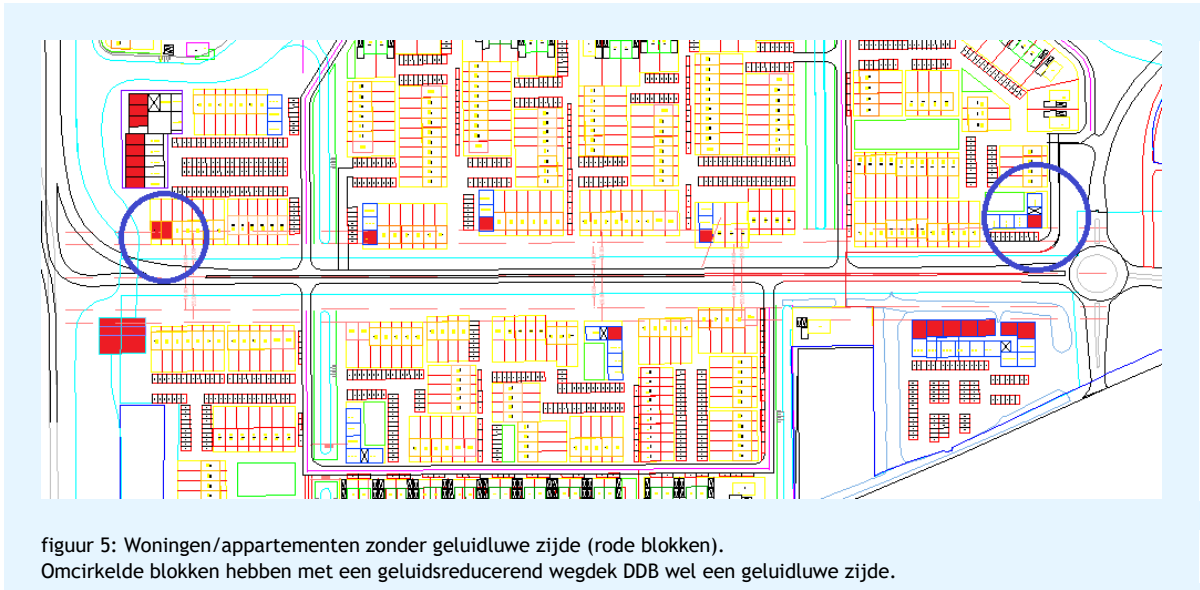 figuur 5: Woningen/appartementen zonder geluidluwe zijde (rode blokken).
Omcirkelde blokken hebben met een geluidsreducerend wegdek DDB wel een geluidluwe zijde.